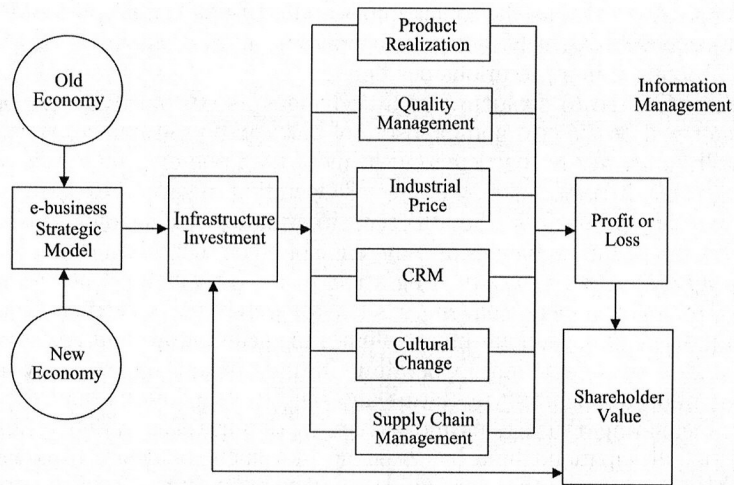 Product
Realization
Old
Economy
Quality
Management
Information
Management
e-business
Strategic
Model
Infrastructure
Investment
Industrial
Price
Profit or
Loss
CRM
New
Economy
Cultural
Change
Shareholder
Value
Supply Chain
Management